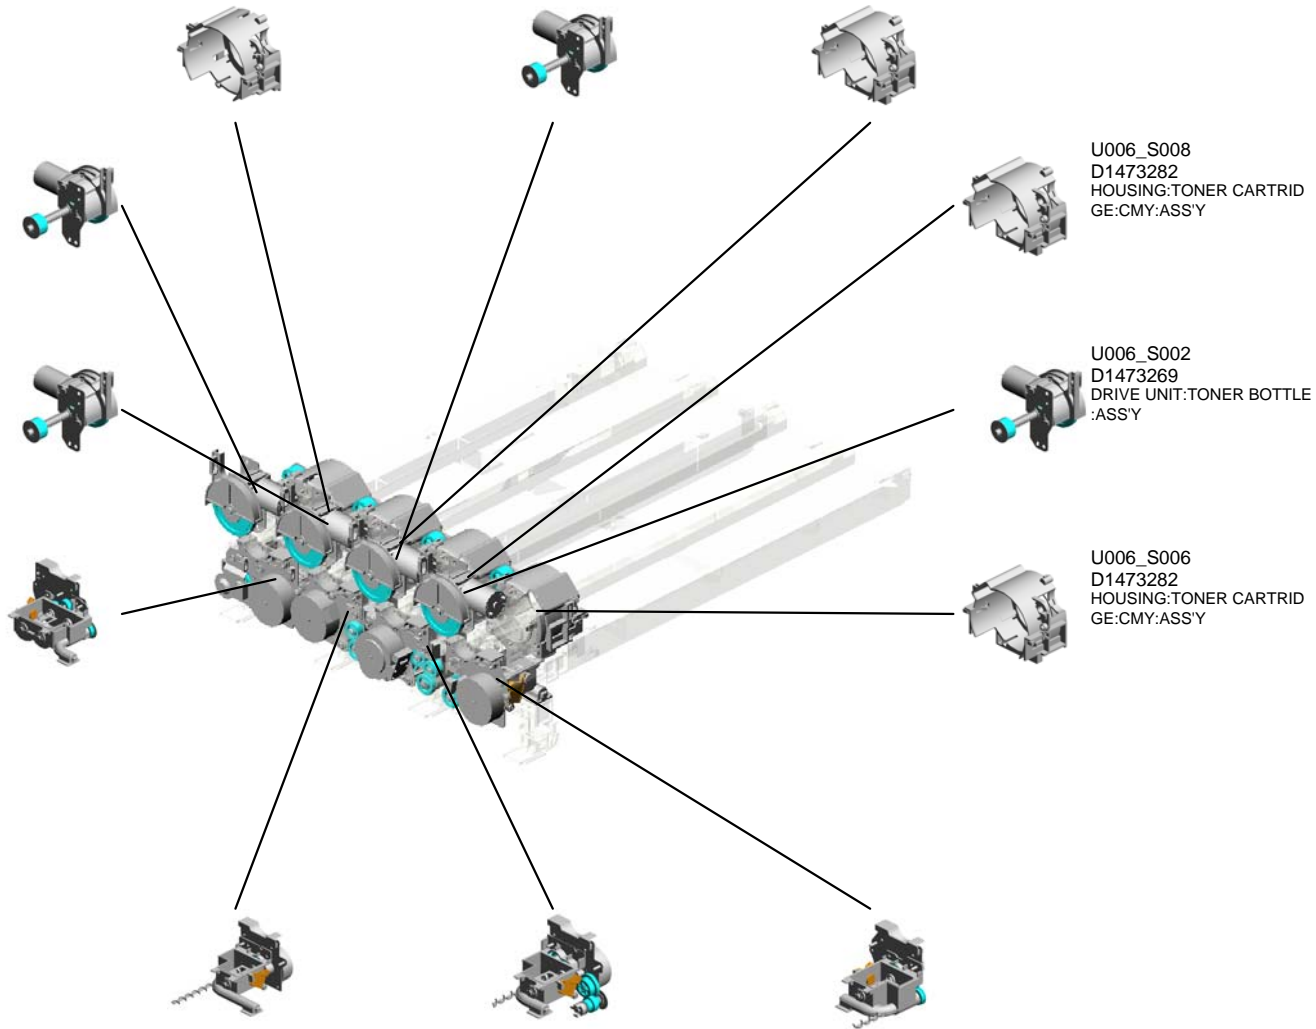 U006_S008
D1473282
HOUSING:TONER CARTRID
GE:CMY:ASS'Y
U006_S002
D1473269
DRIVE UNIT:TONER BOTTLE
:ASS'Y
U006_S006
D1473282
HOUSING:TONER CARTRID
GE:CMY:ASS'Y